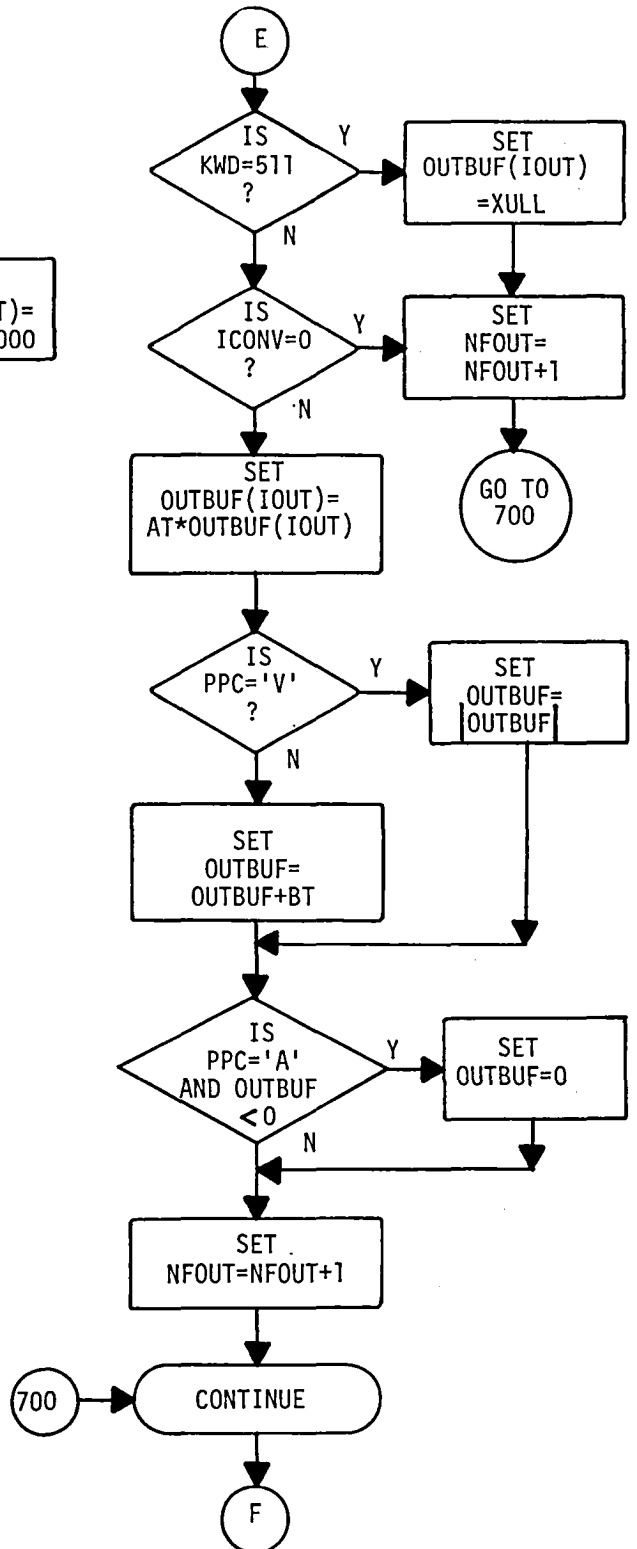 E
IS
KWD=511
?
Y
N
SET
OUTBUF(IOUT)
=XULL
T)=
000
IS
ICONV=0
?
Y
N
SET
NFOUT=
NFOUT+1
GO TO
700
SET
OUTBUF(IOUT)=
AT*OUTBUF(IOUT)
IS
PPC='V'
?
Y
N
SET
OUTBUF=
|OUTBUF|
SET
OUTBUF=
OUTBUF+BT
IS
PPC='A'
AND OUTBUF
<0
Y
N
SET
OUTBUF=0
SET
NFOUT=NFOUT+1
700
CONTINUE
F